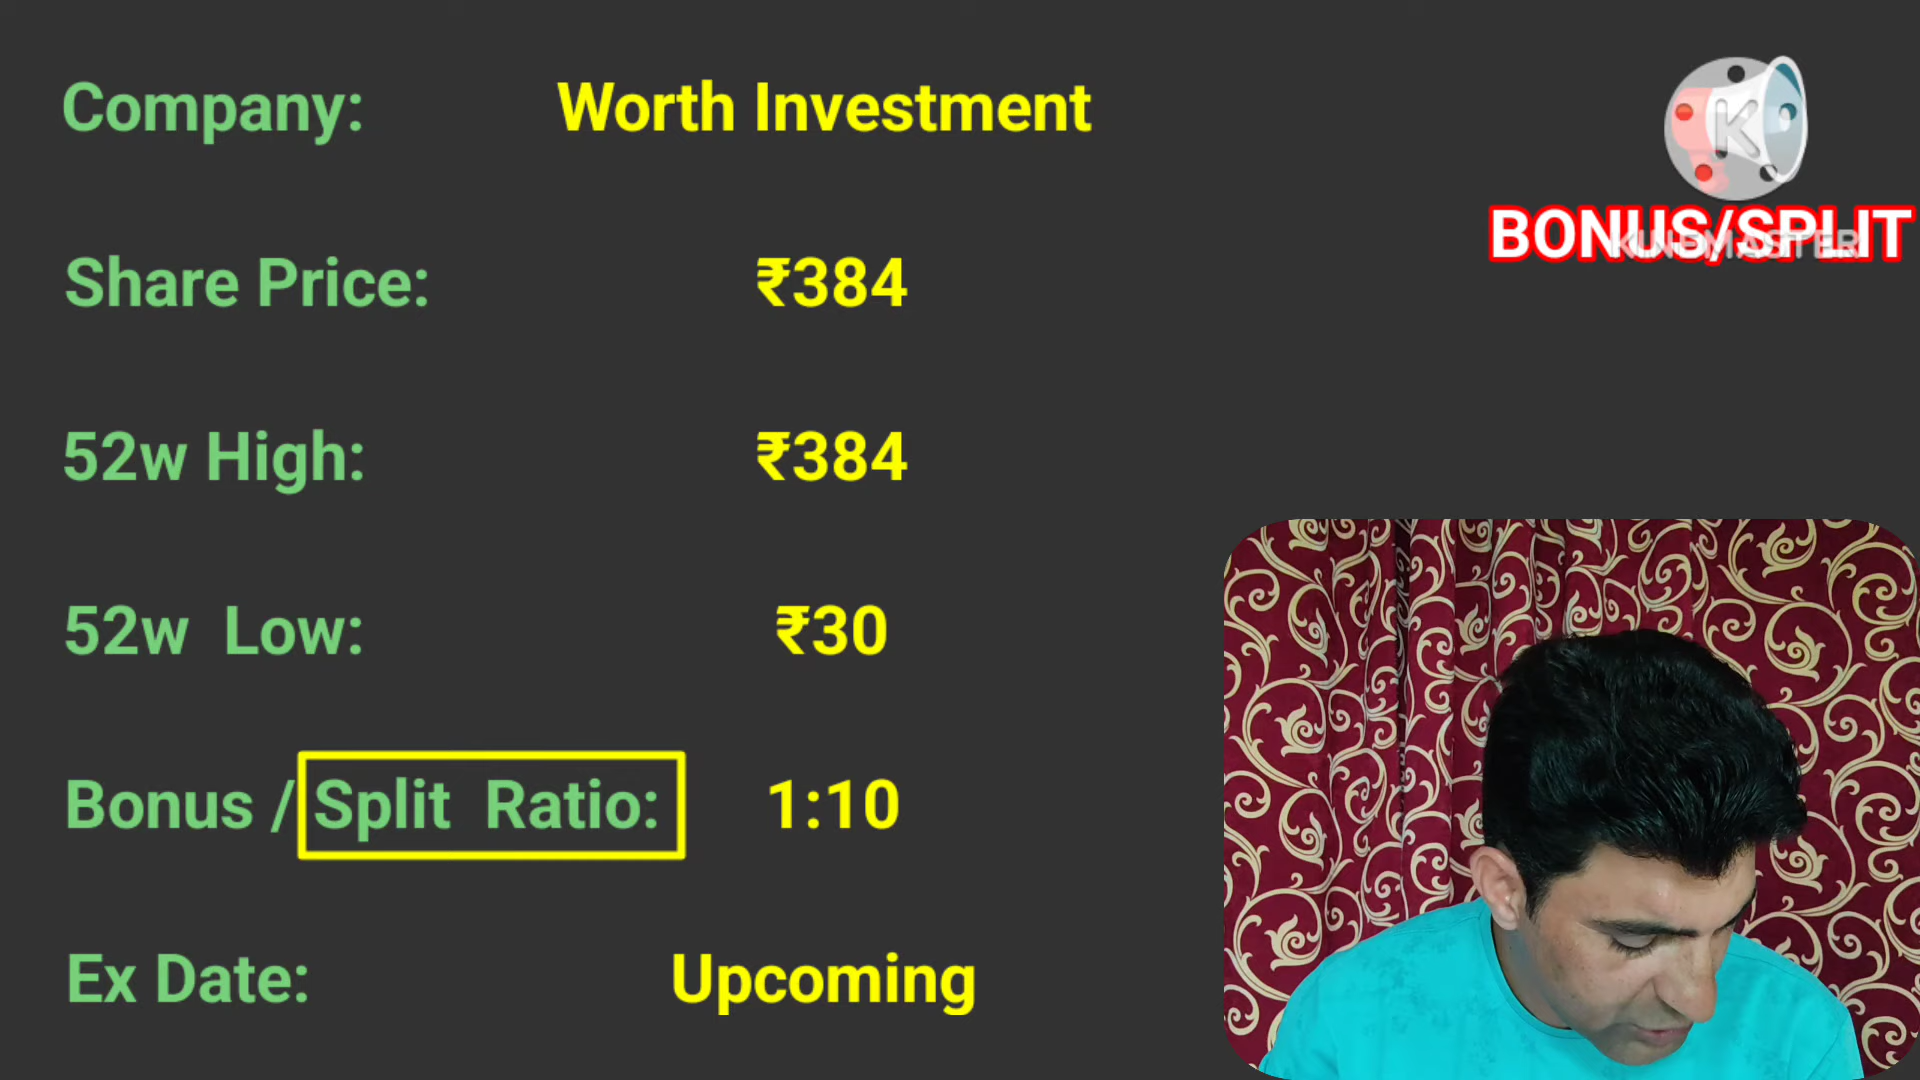 Company: Worth Investment
BONUS/SPLIT
KINEMASTER
Share Price: ₹384
52w High: ₹384
52w Low: ₹30
Bonus / Split Ratio: 1:10
Ex Date: Upcoming